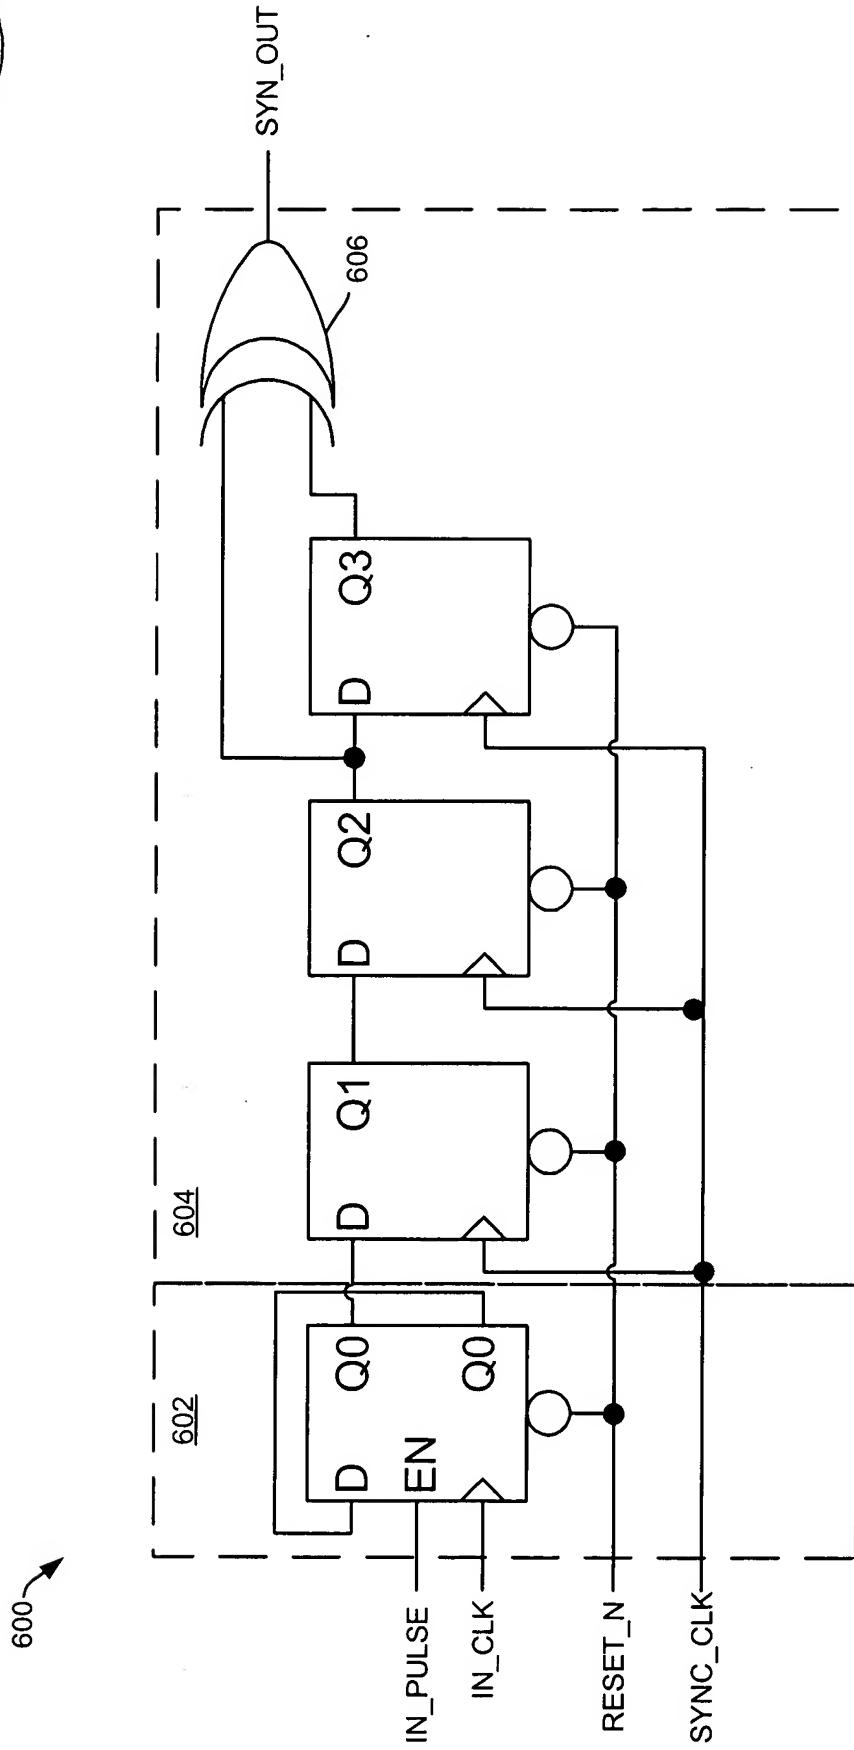 600
602
604
606
IN_PULSE
IN_CLK
RESET_N
SYNC_CLK
D
EN
Q0
Q0
D
Q1
D
Q2
D
Q3
SYN_OUT